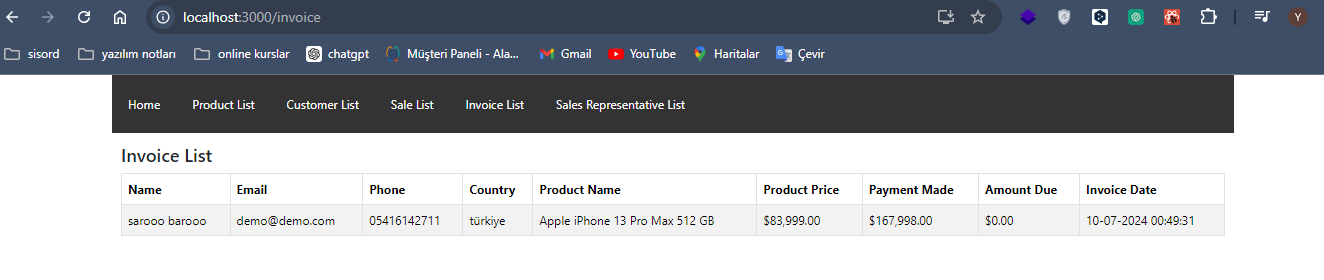 localhost:3000/invoice
Y
sisord yazılım notları online kurslar chatgpt Müşteri Paneli - Ala... Gmail YouTube Haritalar Çevir
Home Product List Customer List Sale List Invoice List Sales Representative List
Invoice List
Name Email Phone Country Product Name Product Price Payment Made Amount Due Invoice Date
sarooo barooo demo@demo.com 05416142711 türkiye Apple iPhone 13 Pro Max 512 GB $83,999.00 $167,998.00 $0.00 10-07-2024 00:49:31